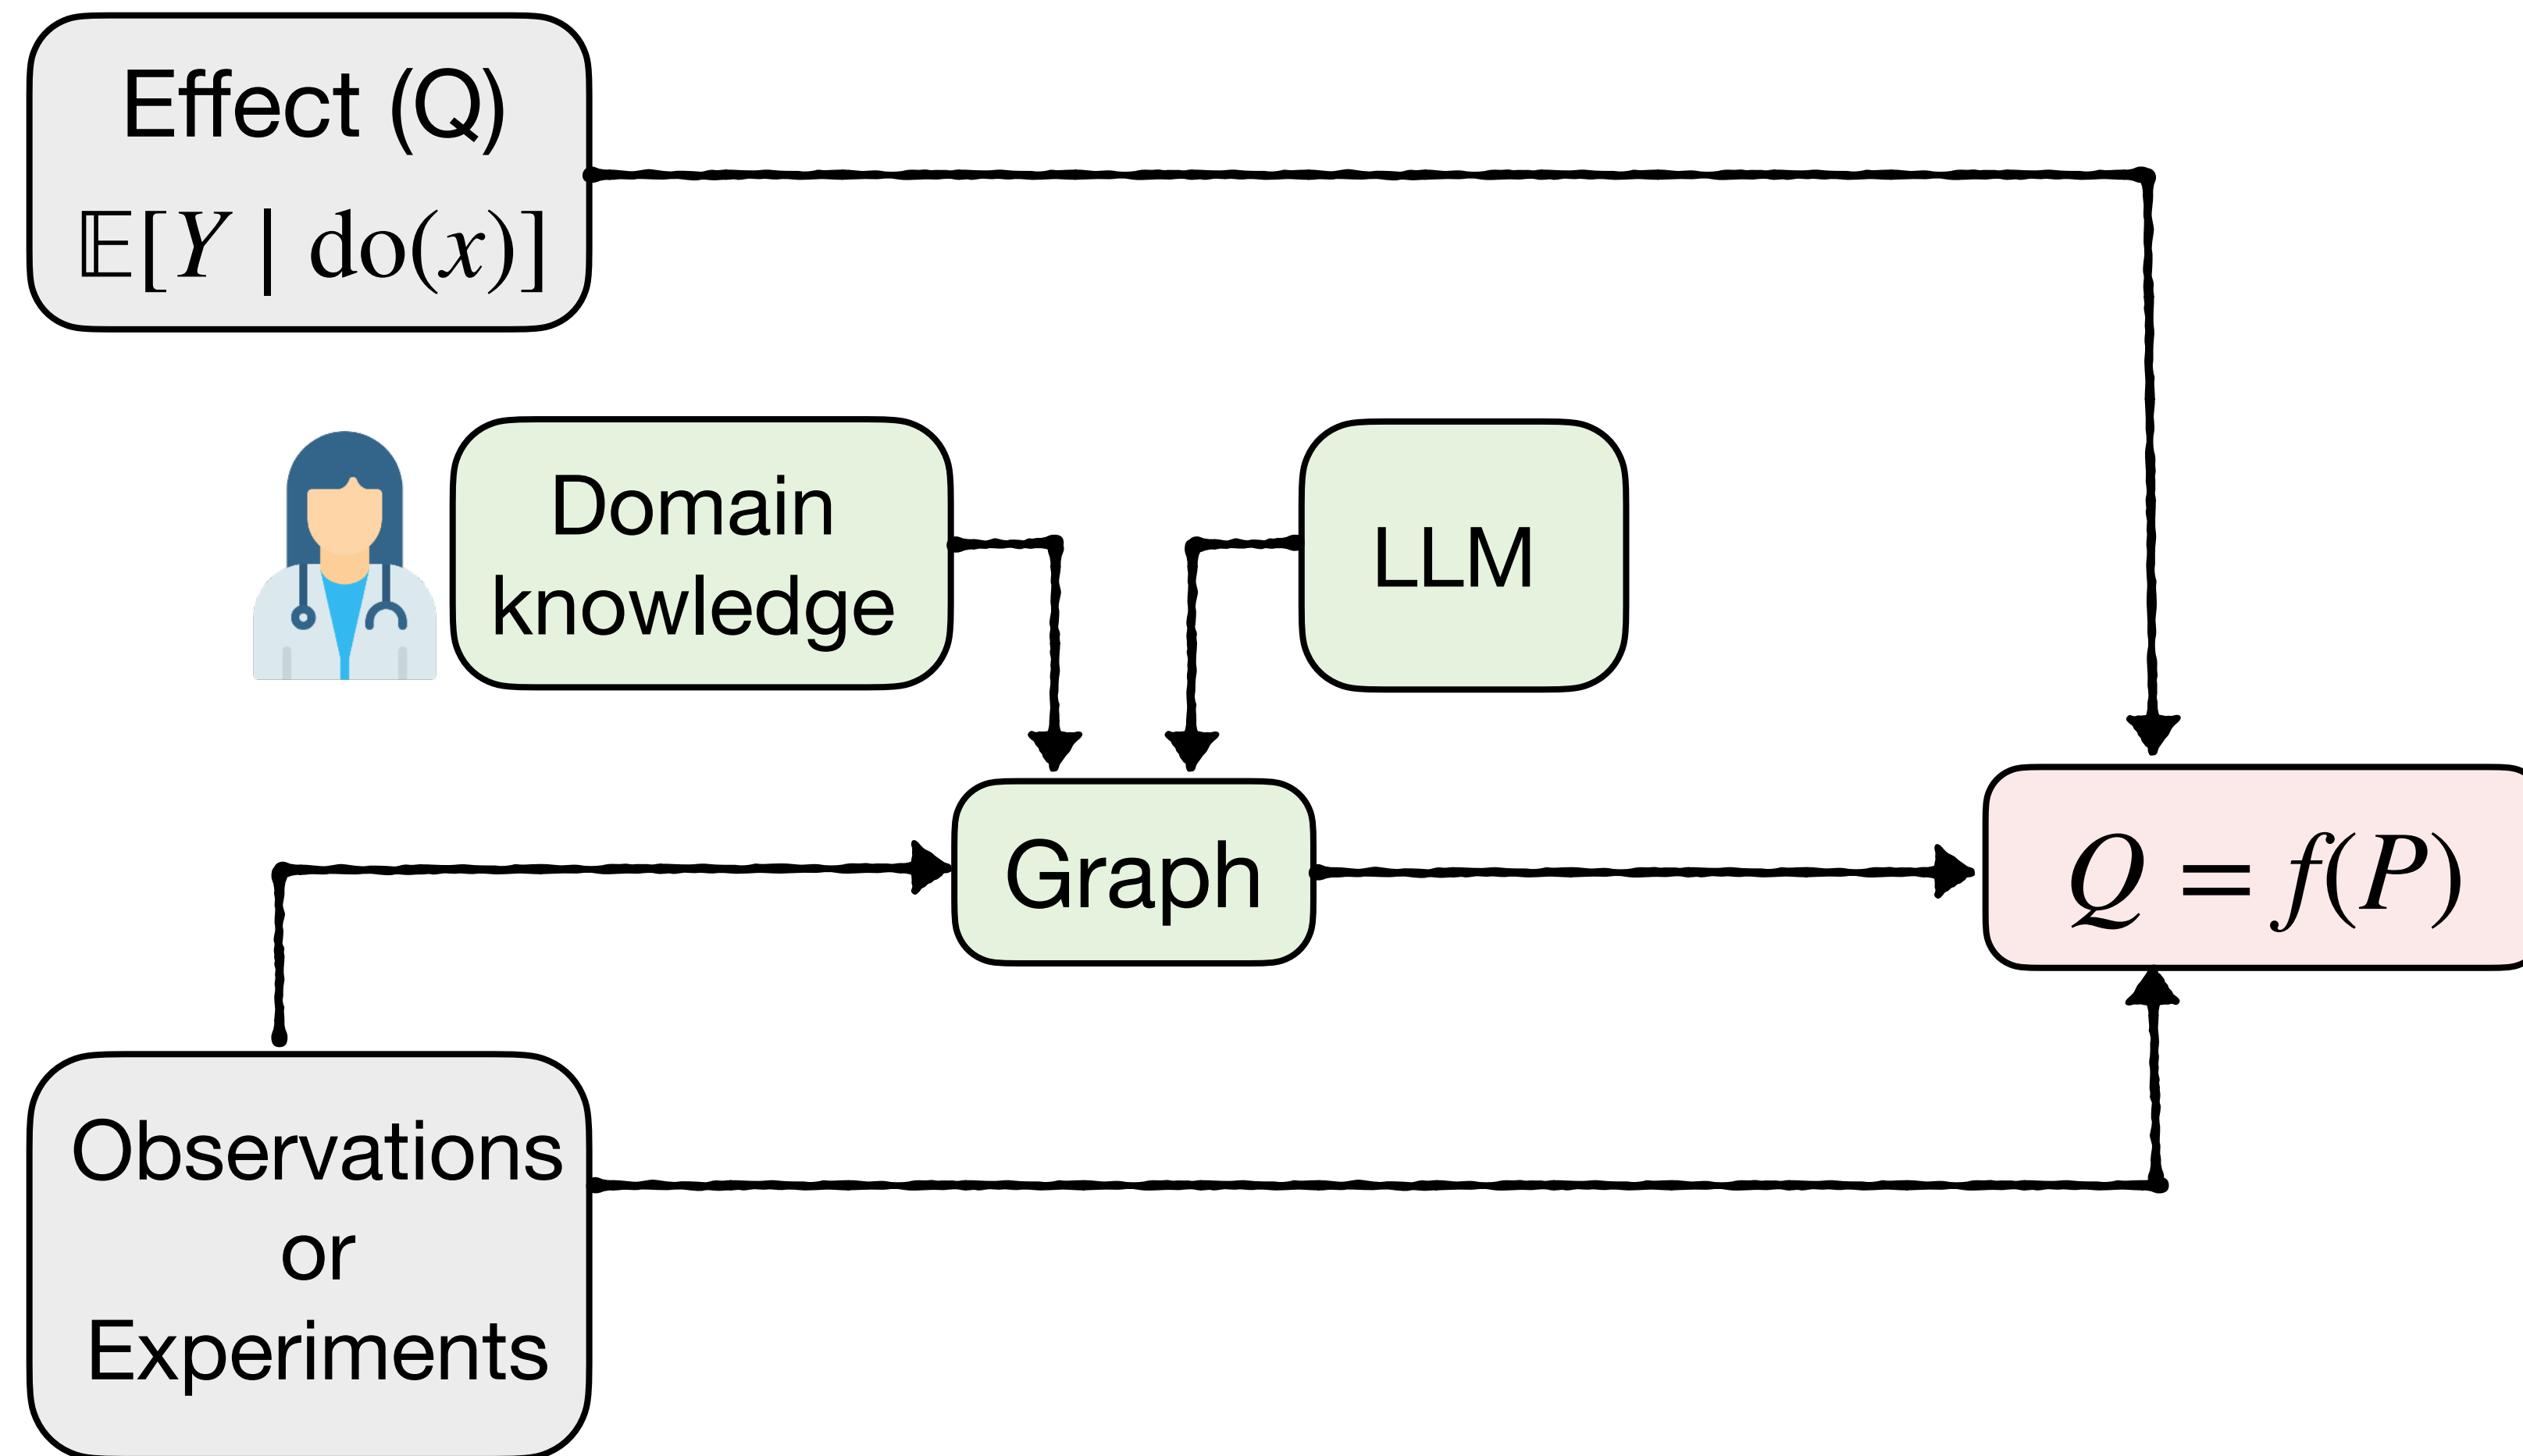 Effect (Q)
𝔼[Y | do(x)]
Domain
knowledge
LLM
Graph
Q = f(P)
Observations
or
Experiments